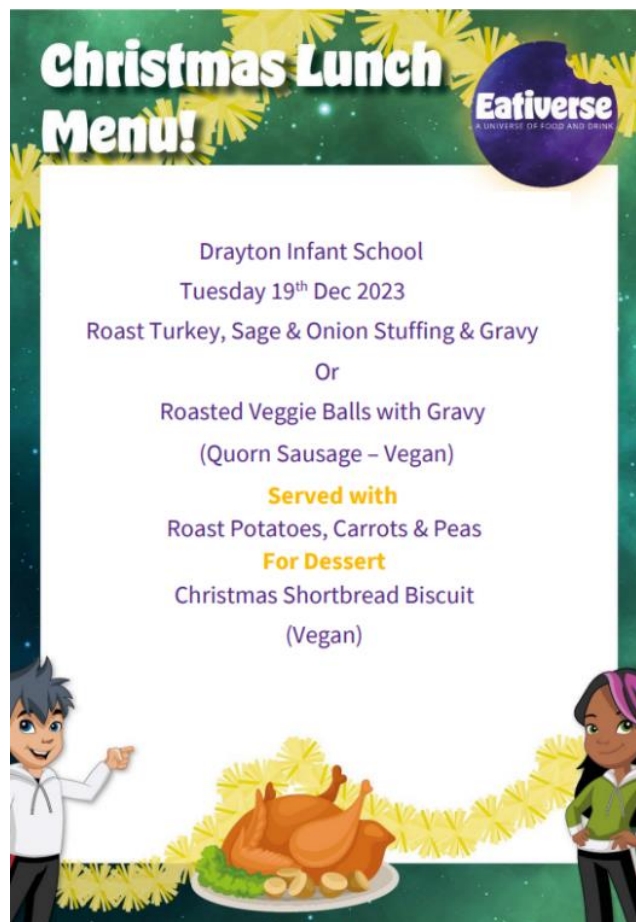 Christmas Lunch
Menu!
Eativerse
A UNIVERSE OF FOOD AND DRINK
Drayton Infant School
Tuesday 19th Dec 2023
Roast Turkey, Sage & Onion Stuffing & Gravy
Or
Roasted Veggie Balls with Gravy
(Quorn Sausage – Vegan)
Served with
Roast Potatoes, Carrots & Peas
For Dessert
Christmas Shortbread Biscuit
(Vegan)